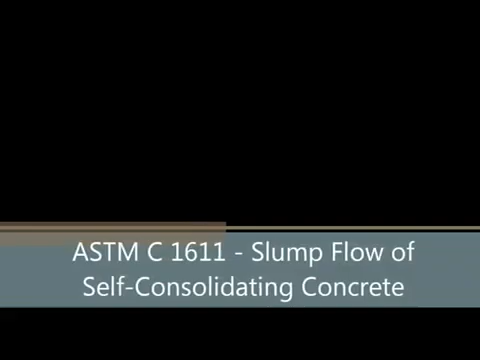 ASTM C 1611 - Slump Flow of
Self-Consolidating Concrete